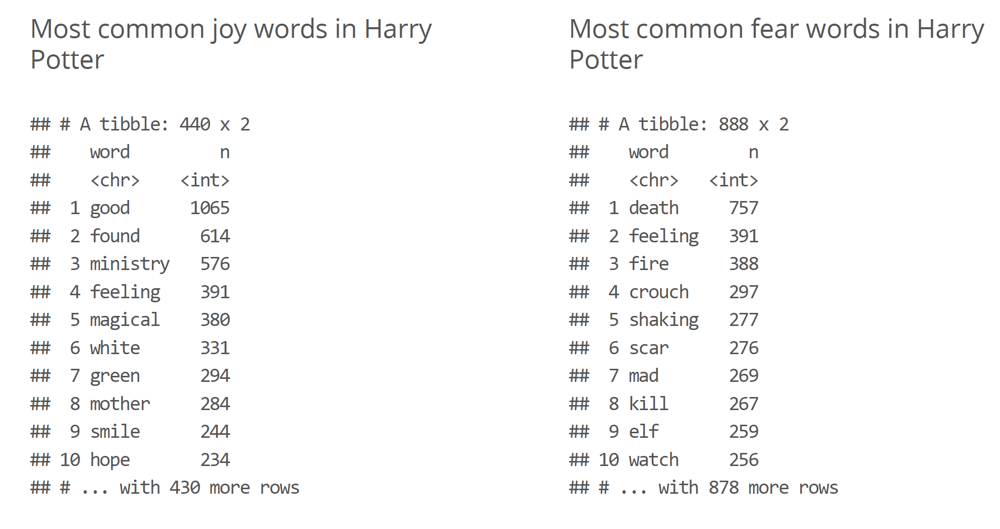 Most common joy words in Harry
Potter
## # A tibble: 440 x 2
##    word         n
##    <chr>    <int>
##  1 good      1065
##  2 found      614
##  3 ministry   576
##  4 feeling    391
##  5 magical    380
##  6 white      331
##  7 green      294
##  8 mother     284
##  9 smile      244
## 10 hope       234
## # ... with 430 more rows
Most common fear words in Harry
Potter
## # A tibble: 888 x 2
##    word        n
##    <chr>   <int>
##  1 death     757
##  2 feeling   391
##  3 fire      388
##  4 crouch    297
##  5 shaking   277
##  6 scar      276
##  7 mad       269
##  8 kill      267
##  9 elf       259
## 10 watch     256
## # ... with 878 more rows